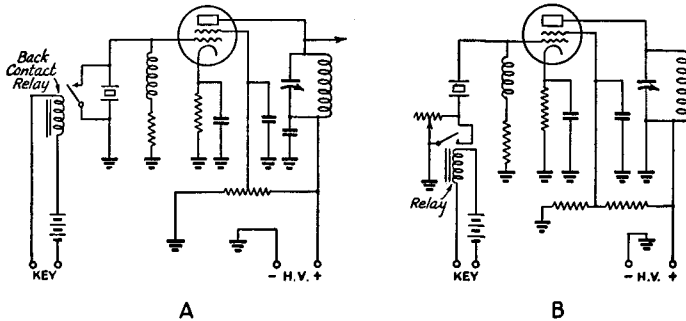 Back
Contact
Relay
KEY
- H.V. +
A
Relay
KEY
- H.V. +
B